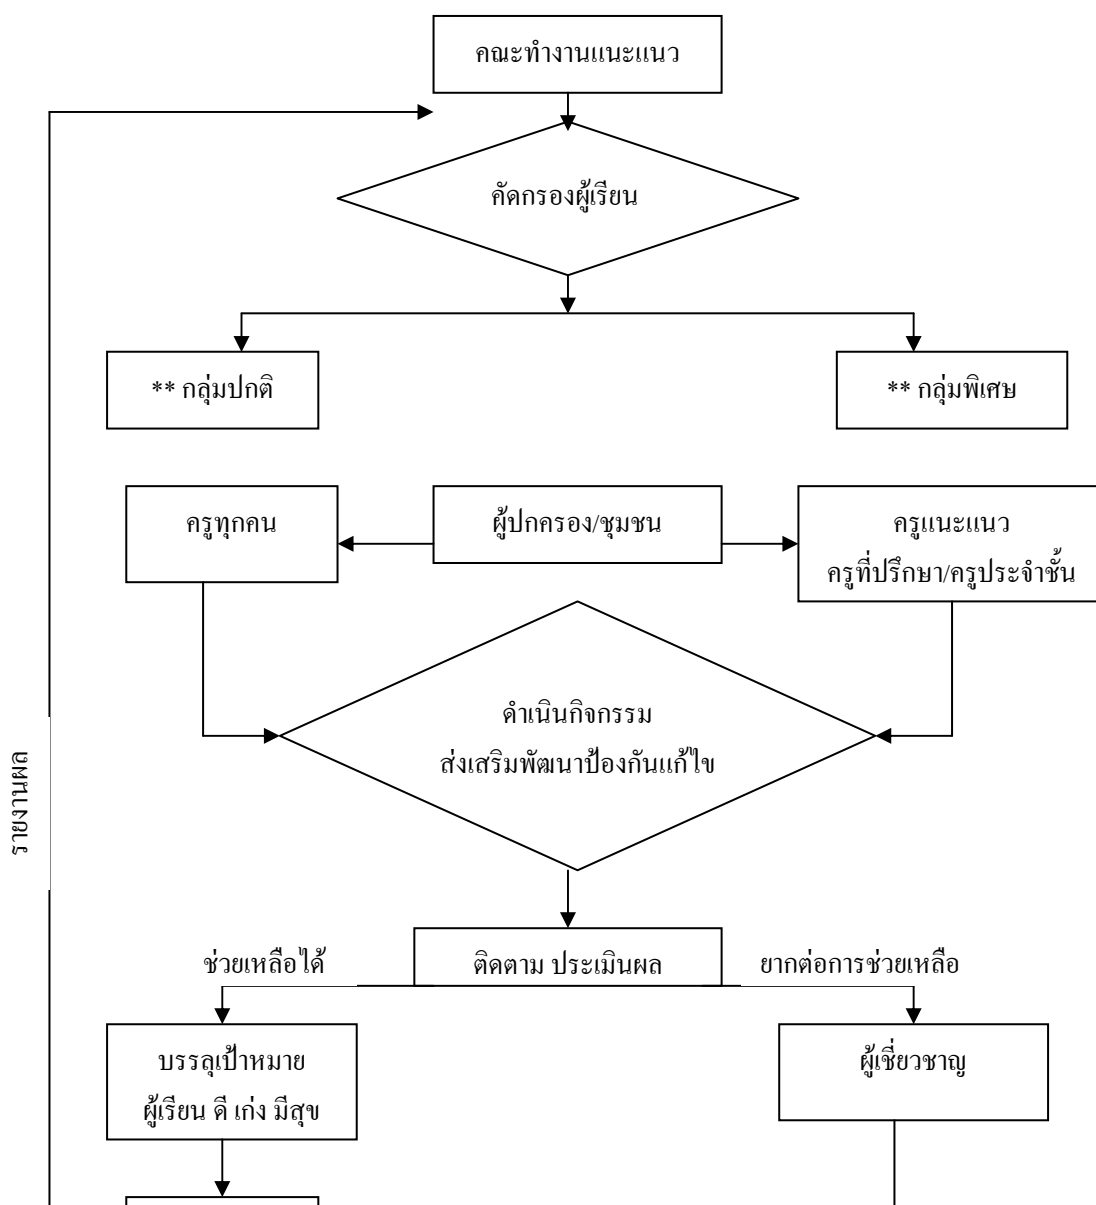 คณะทำงานแนะแนว
คัดกรองผู้เรียน
** กลุ่มปกติ
** กลุ่มพิเศษ
ครูทุกคน
ผู้ปกครอง/ชุมชน
ครูแนะแนว
ครูที่ปรึกษา/ครูประจำชั้น
ดำเนินกิจกรรม
ส่งเสริมพัฒนาป้องกันแก้ไข
รายงานผล
ช่วยเหลือได้
ติดตาม ประเมินผล
ยากต่อการช่วยเหลือ
บรรลุเป้าหมาย
ผู้เรียน ดี เก่ง มีสุข
ผู้เชี่ยวชาญ